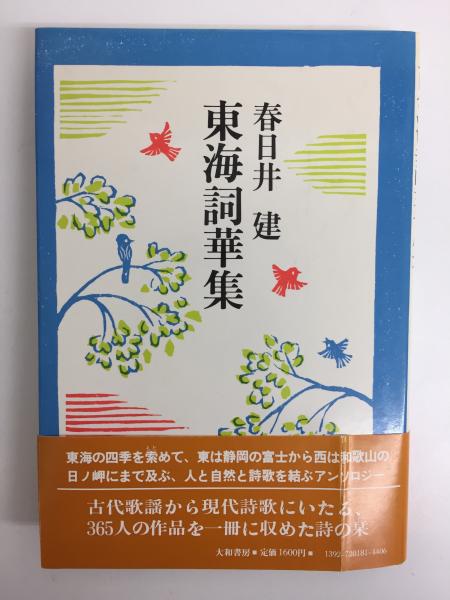 春日井 建
東海詞華集
東海の四季を索めて、東は静岡の富士から西は和歌山の
日ノ岬にまで及ぶ、人と自然と詩歌を結ぶアンソロジー
古代歌謡から現代詩歌にいたる、
365人の作品を一冊に収めた詩の栞
大和書房■定価1600円■ 1392-720181-4406